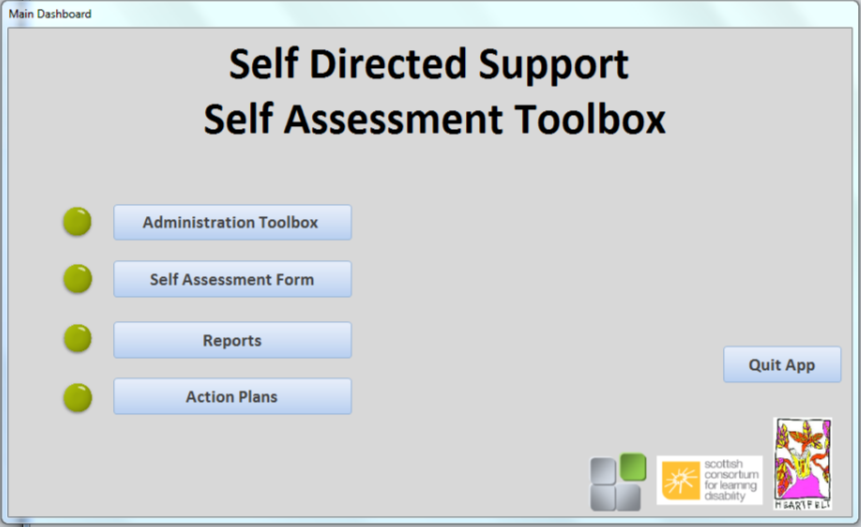 Main Dashboard
Self Directed Support
Self Assessment Toolbox
Administration Toolbox
Self Assessment Form
Reports
Action Plans
Quit App
scottish
consortium
for learning
disability
HEARTFELT